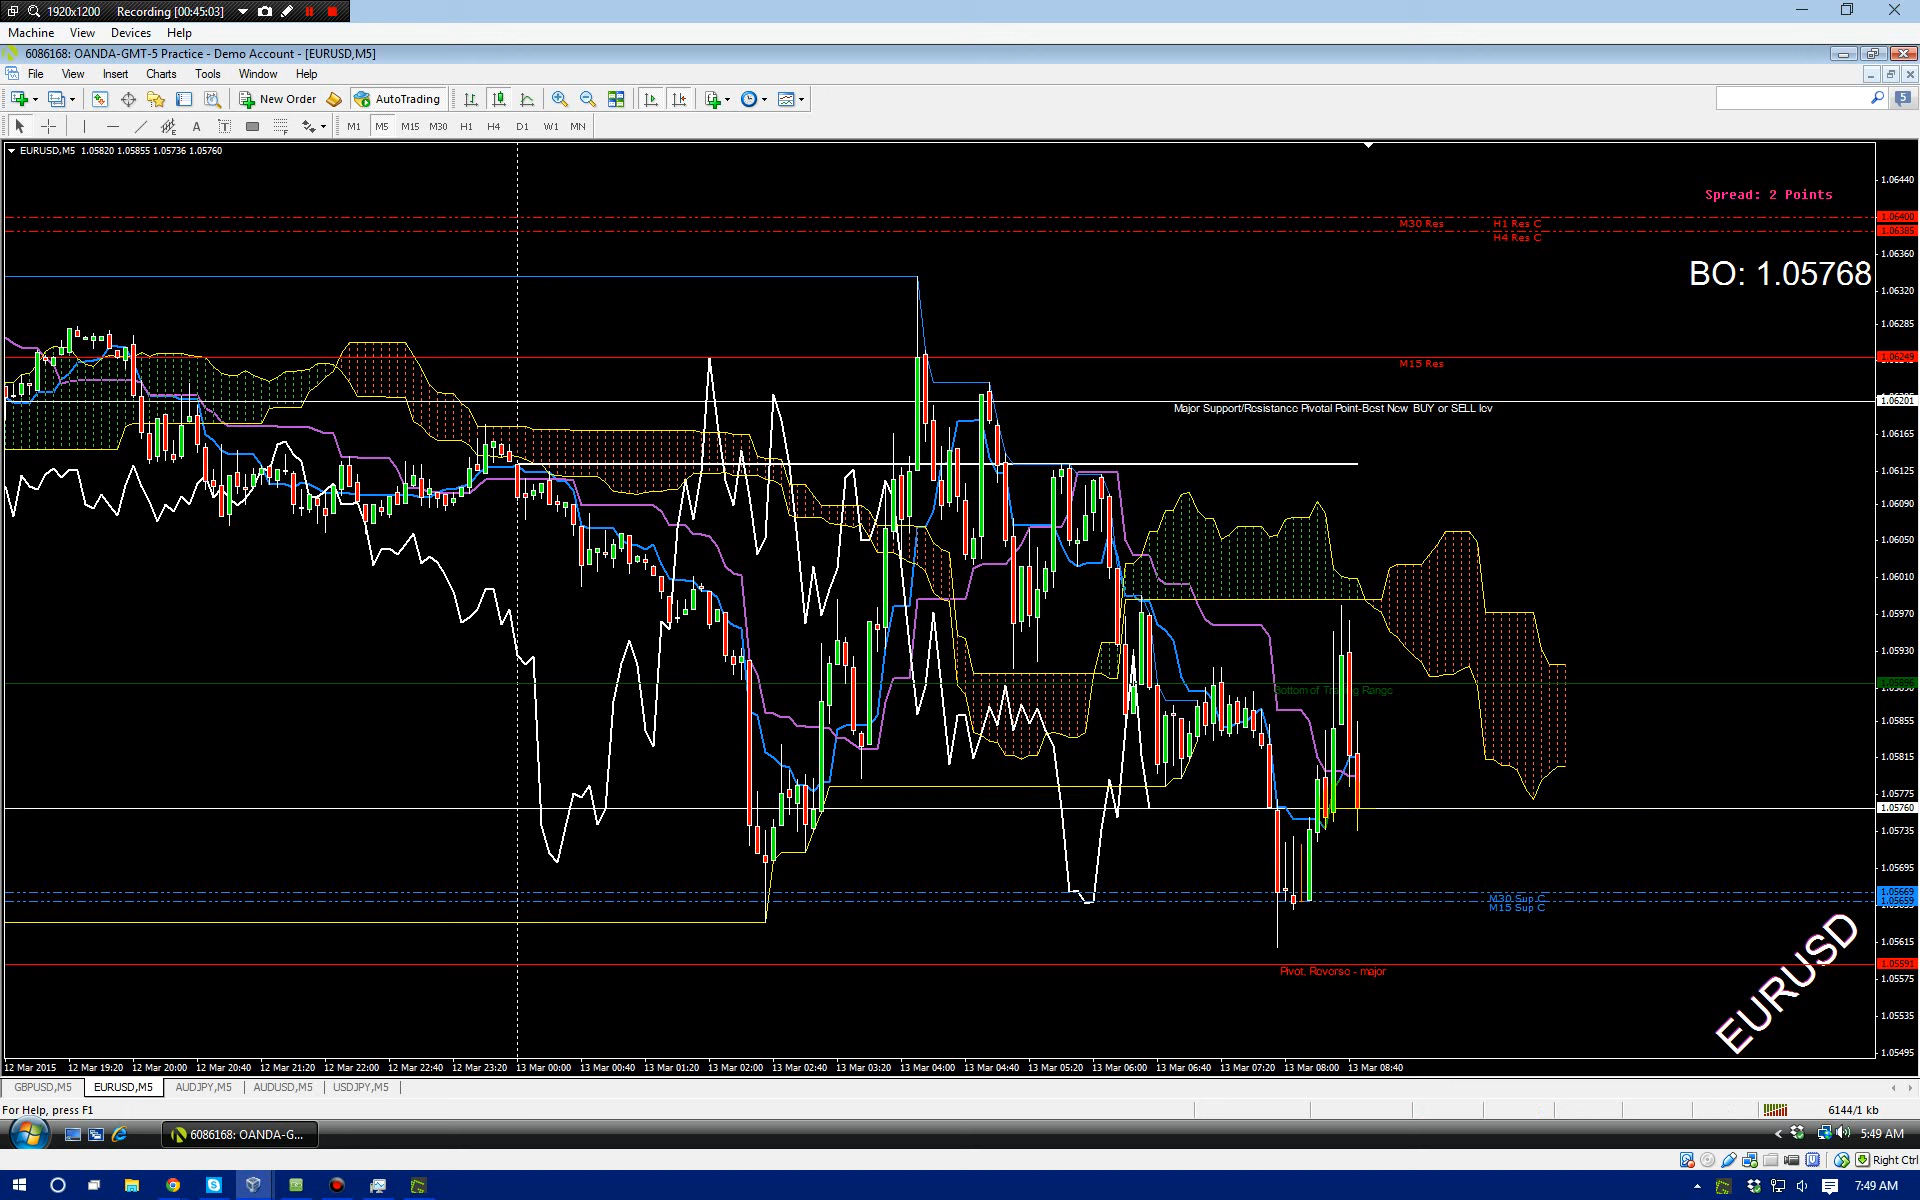 1920x1200 Recording [00:45:03]
Machine View Devices Help
6086168: OANDA-GMT-5 Practice - Demo Account - [EURUSD,M5]
File View Insert Charts Tools Window Help
New Order AutoTrading
5
A T M1 M5 M15 M30 H1 H4 D1 W1 MN
EURUSD,M5 1.05820 1.05855 1.05736 1.05760
1.06440
Spread: 2 Points
1.06400
M30 Res H1 Res C
1.06385
H4 Res C
1.06360
BO: 1.05768
1.06320
1.06285
1.06249
M15 Res
1.06201
Major Support/Resistance Pivotal Point-Best New BUY or SELL lev
1.06165
1.06125
1.06090
1.06050
1.06010
1.05970
1.05930
1.05896
Bottom of Trading Range
1.05855
1.05815
1.05775
1.05760
1.05735
1.05695
1.05669
M30 Sup C
1.05659
M15 Sup C
1.05615
1.05591
Pivot, Reverse - major
1.05575
1.05535
EURUSD
1.05495
12 Mar 2015 12 Mar 19:20 12 Mar 20:00 12 Mar 20:40 12 Mar 21:20 12 Mar 22:00 12 Mar 22:40 12 Mar 23:20 13 Mar 00:00 13 Mar 00:40 13 Mar 01:20 13 Mar 02:00 13 Mar 02:40 13 Mar 03:20 13 Mar 04:00 13 Mar 04:40 13 Mar 05:20 13 Mar 06:00 13 Mar 06:40 13 Mar 07:20 13 Mar 08:00 13 Mar 08:40
GBPUSD,M5 EURUSD,M5 AUDJPY,M5 AUDUSD,M5 USDJPY,M5
For Help, press F1
6144/1 kb
6086168: OANDA-G...
5:49 AM
Right Ctrl
7:49 AM